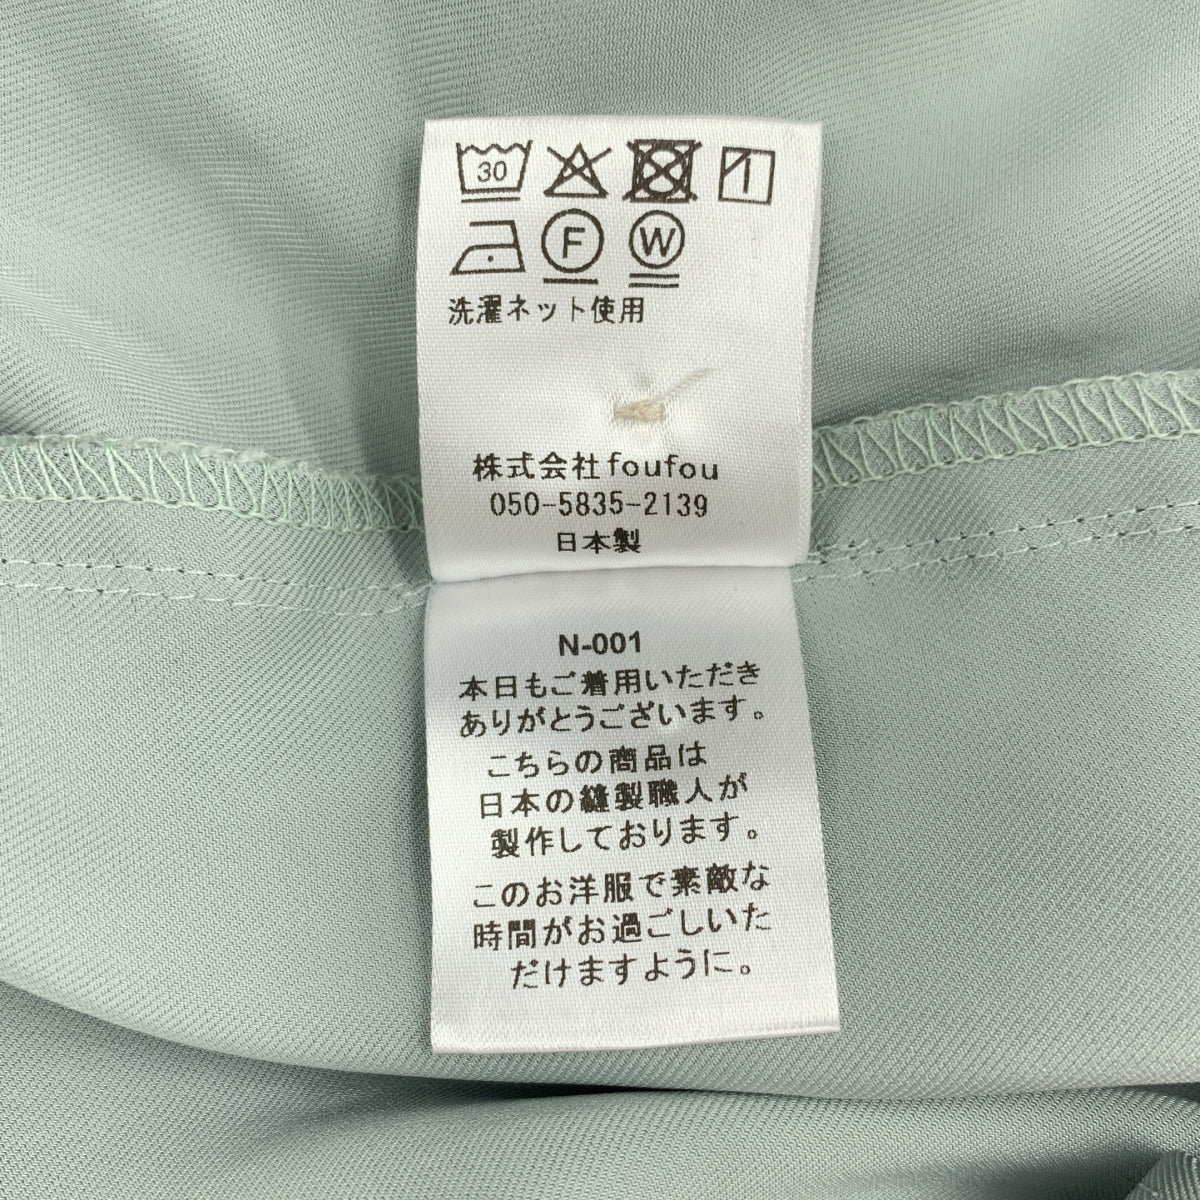 30
F W
洗濯ネット使用
株式会社foufou
050-5835-2139
日本製
N-001
本日もご着用いただき
ありがとうございます。
こちらの商品は
日本の縫製職人が
製作しております。
このお洋服で素敵な
時間がお過ごしいた
だけますように。